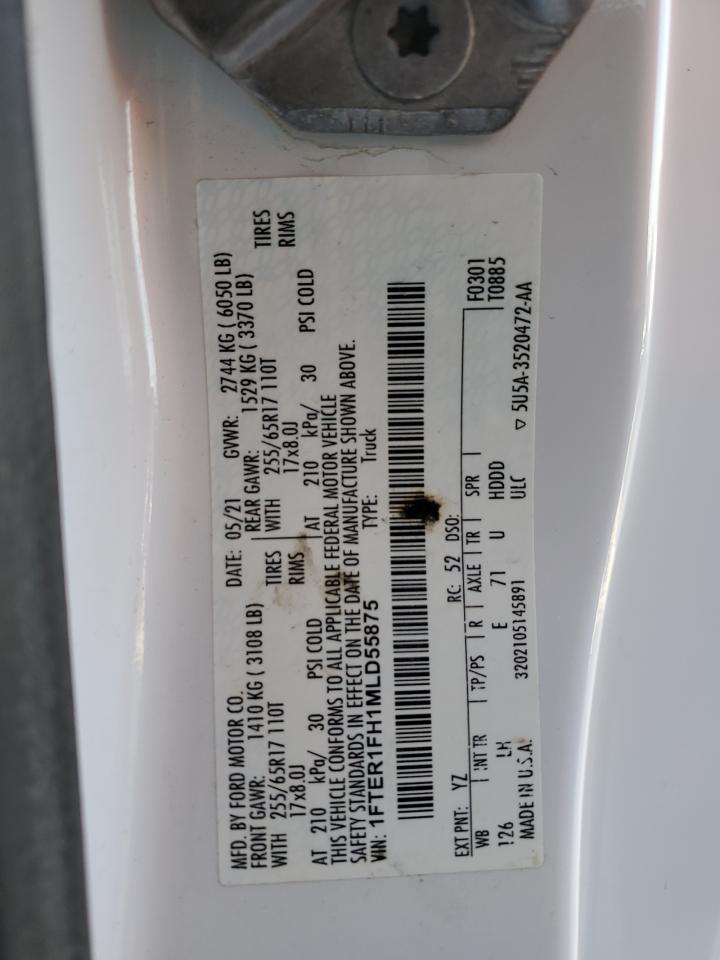 MFD. BY FORD MOTOR CO.
DATE: 05/21 GVWR: 2744 KG ( 6050 LB)
FRONT GAWR: 1410 KG ( 3108 LB) REAR GAWR: 1529 KG ( 3370 LB)
WITH 255/65R17 110T TIRES WITH 255/65R17 110T TIRES
17x8.0J RIMS 17x8.0J RIMS
AT 210 kPa/ 30 PSI COLD AT 210 kPa/ 30 PSI COLD
THIS VEHICLE CONFORMS TO ALL APPLICABLE FEDERAL MOTOR VEHICLE
SAFETY STANDARDS IN EFFECT ON THE DATE OF MANUFACTURE SHOWN ABOVE.
VIN: 1FTER1FH1MLD55875 TYPE: Truck
EXT PNT: YZ RC: 52 DSO: F0301
WB INT TR TP/PS R AXLE TR SPR T0885
126 LH E 71 U HDDD
MADE IN U.S.A. 3202105145891 ULC ▽ 5U5A-3520472-AA